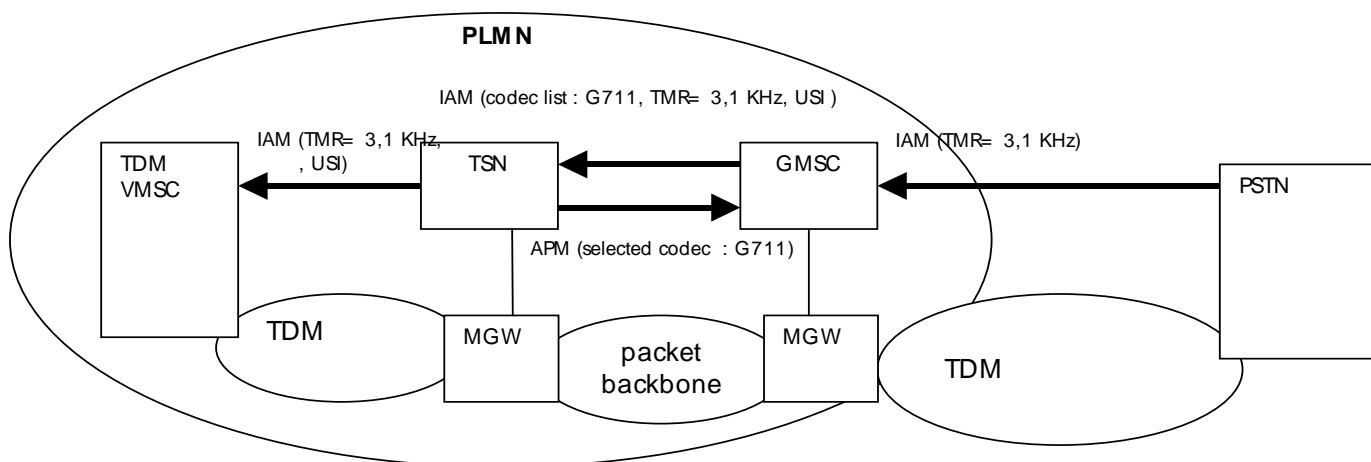 PLMN
IAM (codec list : G711, TMR= 3,1 KHz, USI )
IAM (TMR= 3,1 KHz,
, USI)
IAM (TMR= 3,1 KHz)
TDM
VMSC
TSN
GMSC
PSTN
APM (selected codec : G711)
TDM
MGW
packet
backbone
MGW
TDM